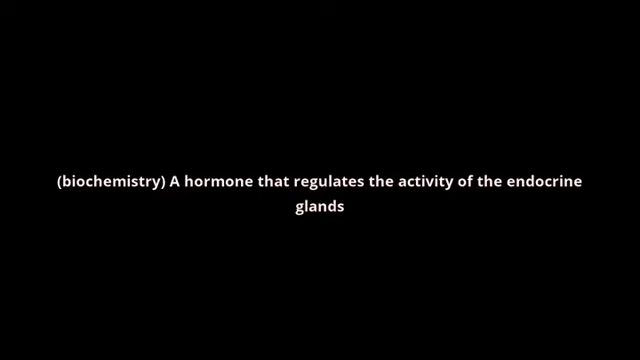 (biochemistry) A hormone that regulates the activity of the endocrine
glands